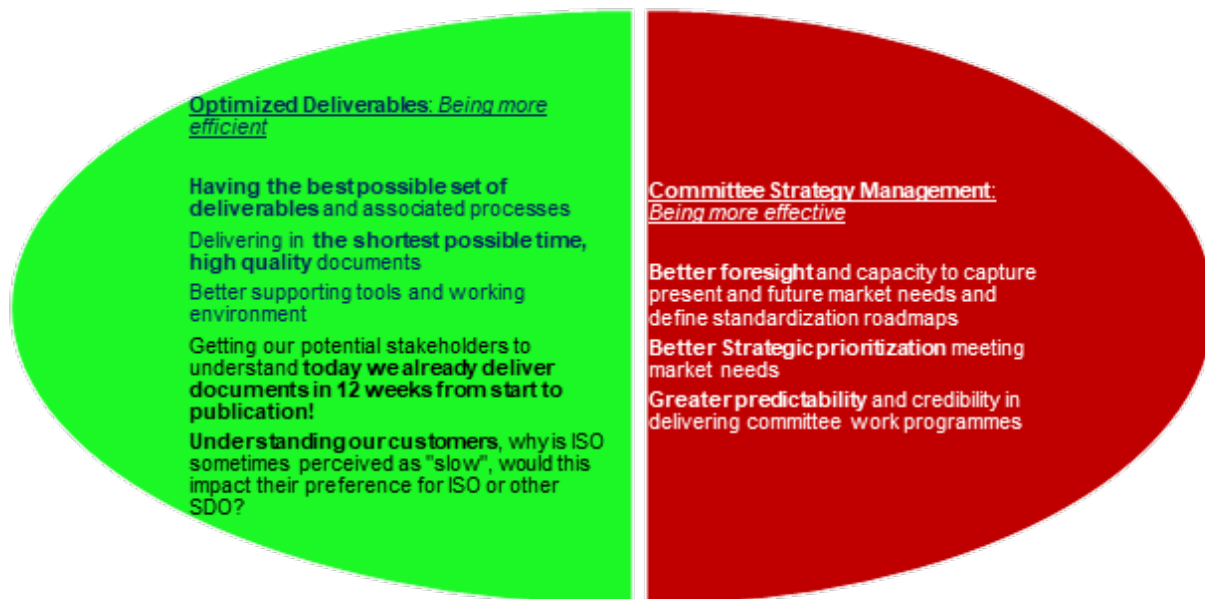 Optimized Deliverables: Being more
efficient
Having the best possible set of
deliverables and associated processes
Delivering in the shortest possible time,
high quality documents
Better supporting tools and working
environment
Getting our potential stakeholders to
understand today we already deliver
documents in 12 weeks from start to
publication!
Understanding our customers, why is ISO
sometimes perceived as "slow", would this
impact their preference for ISO or other
SDO?
Committee Strategy Management:
Being more effective
Better foresight and capacity to capture
present and future market needs and
define standardization roadmaps
Better Strategic prioritization meeting
market needs
Greater predictability and credibility in
delivering committee work programmes